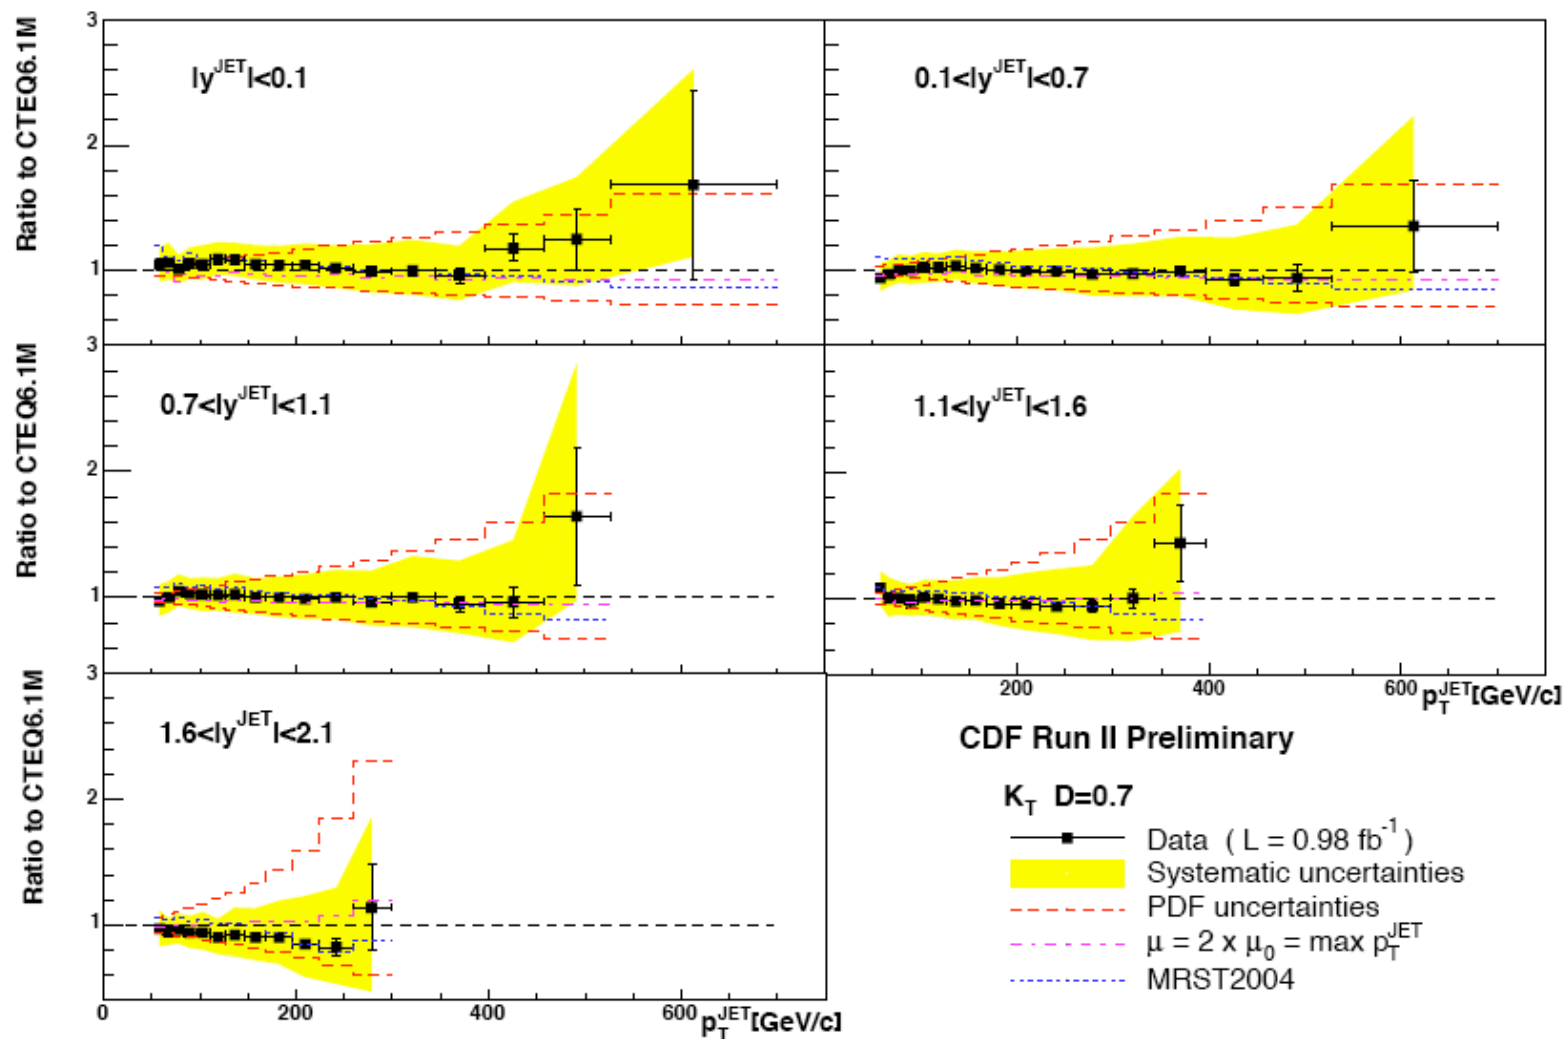 3
Ratio to CTEQ6.1M
|y^JET|<0.1
2
1
0.1<|y^JET|<0.7
3
Ratio to CTEQ6.1M
0.7<|y^JET|<1.1
2
1
1.1<|y^JET|<1.6
200 400 600 p_T^JET[GeV/c]
3
Ratio to CTEQ6.1M
1.6<|y^JET|<2.1
2
1
0 200 400 600 p_T^JET[GeV/c]
CDF Run II Preliminary
K_T D=0.7
Data ( L = 0.98 fb^-1 )
Systematic uncertainties
PDF uncertainties
μ = 2 x μ_0 = max p_T^JET
MRST2004